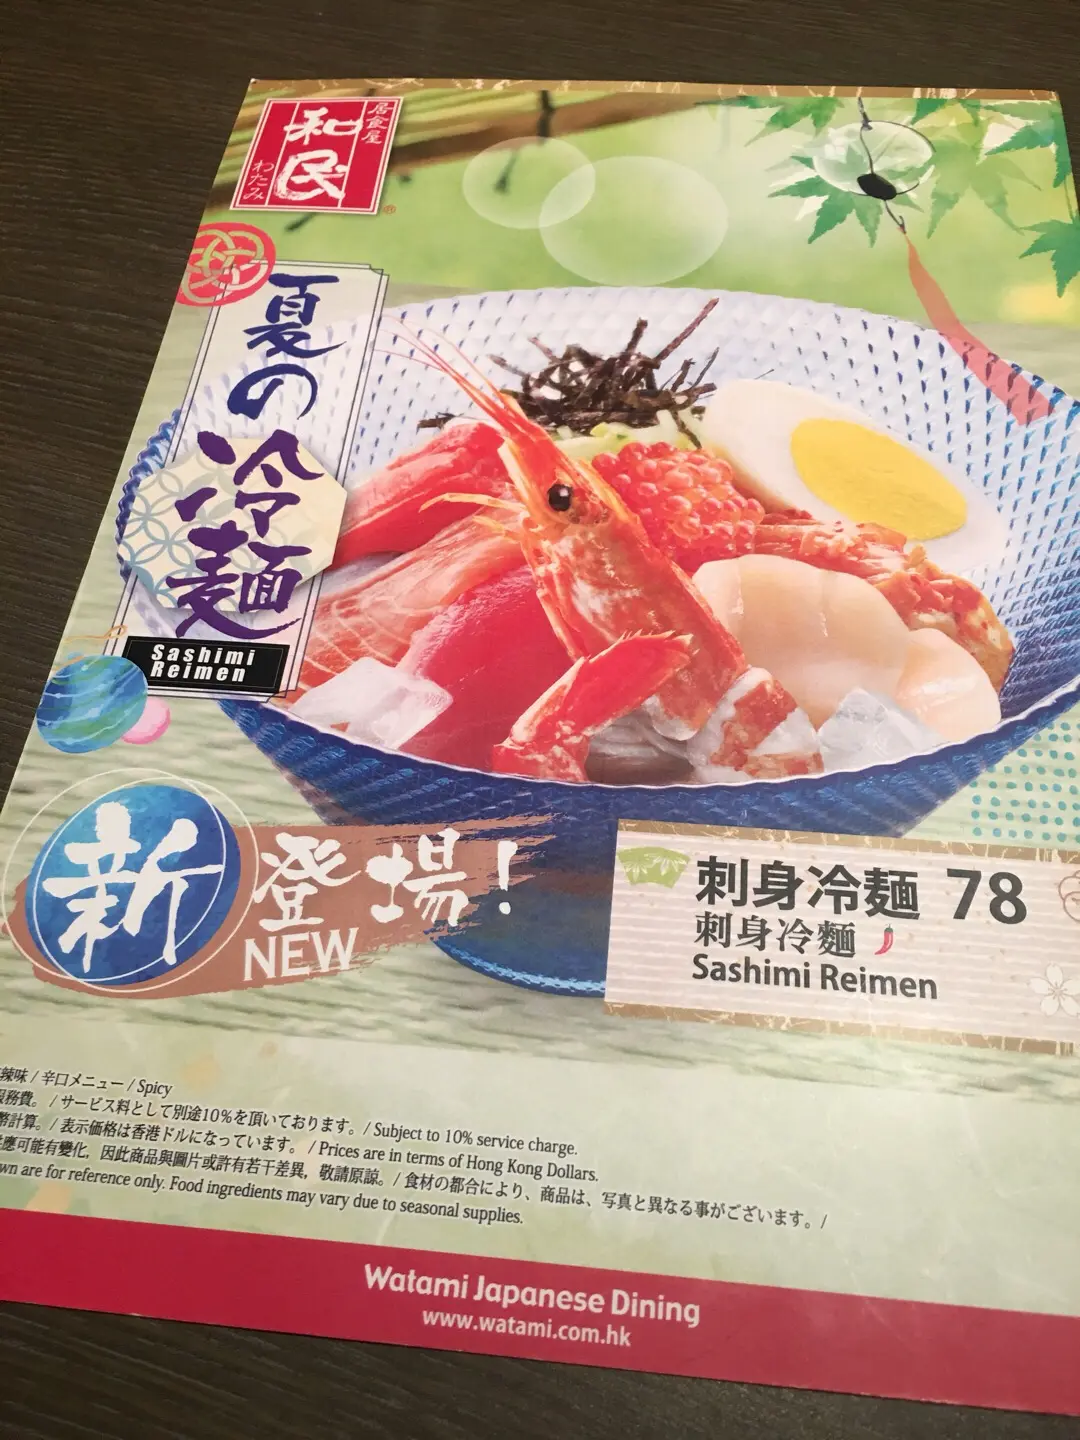 居食屋
和民
わたみ
®
夏の冷麺
Sashimi
Reimen
新登場!
NEW
刺身冷麺 78
刺身冷麵
Sashimi Reimen
辣味 / 辛口メニュー / Spicy
服務費。 / サービス料として別途10%を頂いております。 / Subject to 10% service charge.
幣計算。 / 表示価格は香港ドルになっています。 / Prices are in terms of Hong Kong Dollars.
應可能有變化, 因此商品與圖片或許有若干差異, 敬請原諒。 / 食材の都合により、商品は、写真と異なる事がございます。 /
are for reference only. Food ingredients may vary due to seasonal supplies.
Watami Japanese Dining
www.watami.com.hk